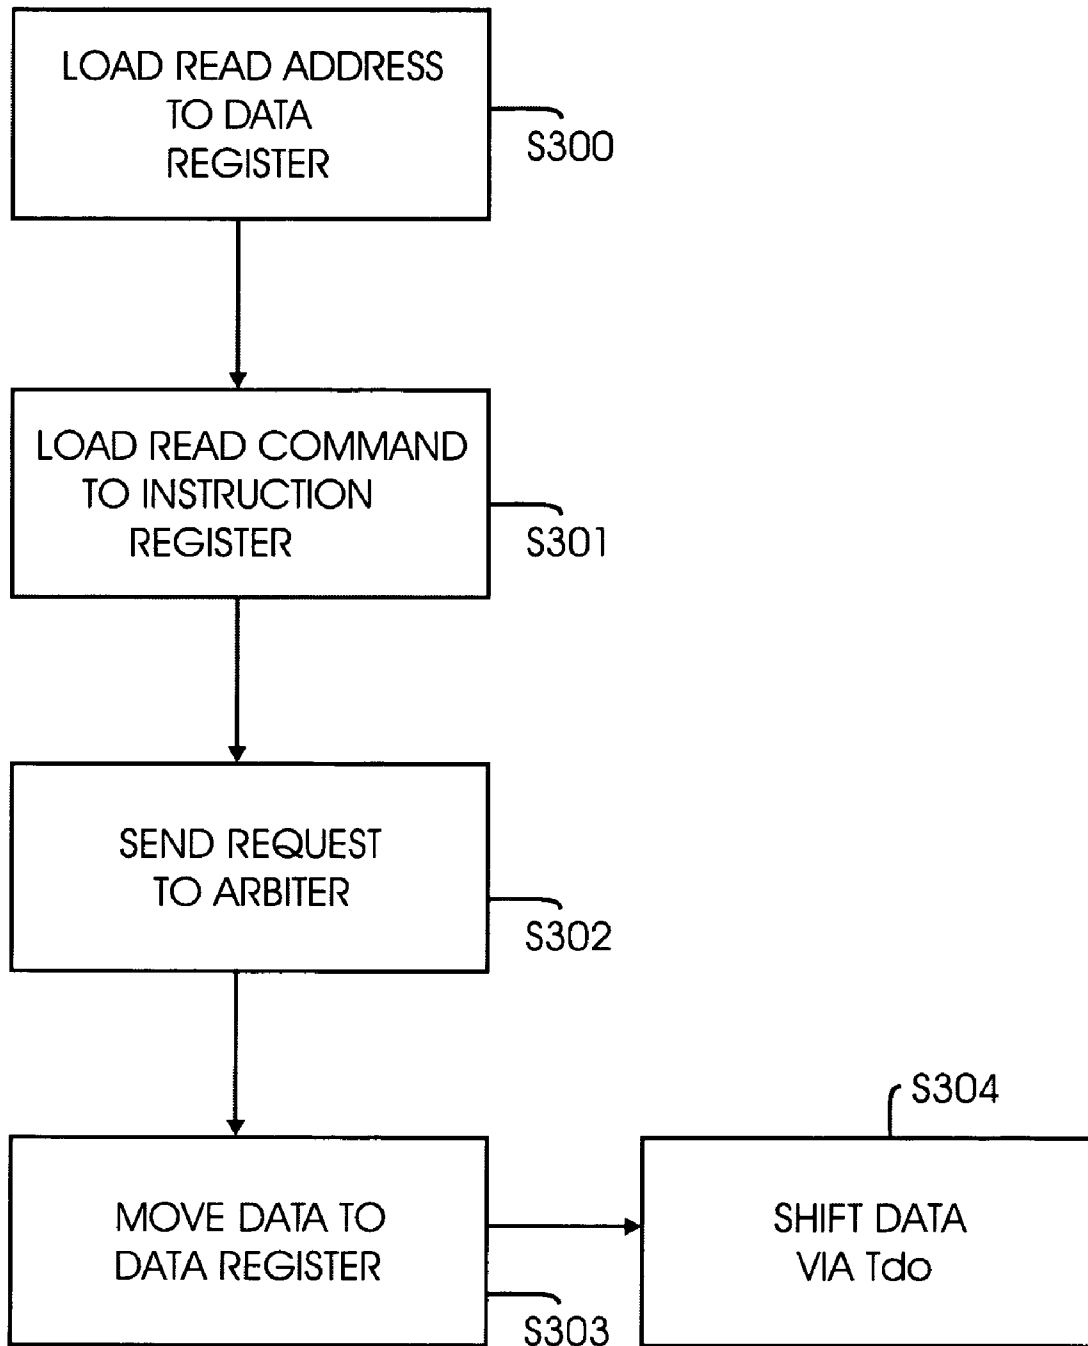 LOAD READ ADDRESS
TO DATA
REGISTER
S300
LOAD READ COMMAND
TO INSTRUCTION
REGISTER
S301
SEND REQUEST
TO ARBITER
S302
MOVE DATA TO
DATA REGISTER
S303
S304
SHIFT DATA
VIA Tdo